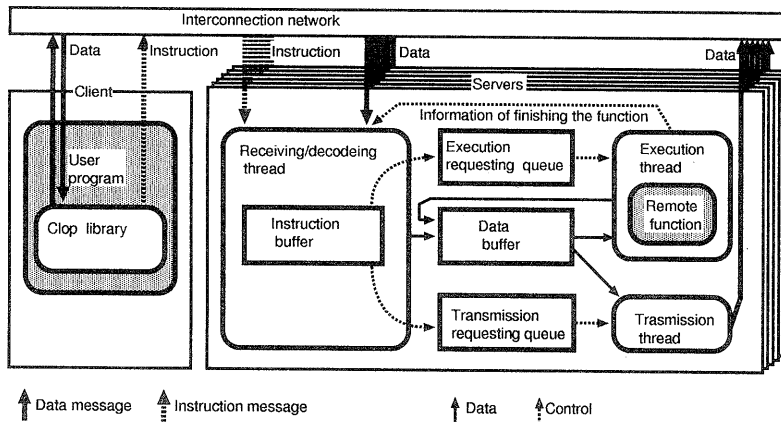 Interconnection network
Data
Instruction
Instruction
Data
Data
Client
Servers
User
program
Clop library
Receiving/decodeing
thread
Instruction
buffer
Information of finishing the function
Execution
requesting queue
Data
buffer
Transmission
requesting queue
Execution
thread
Remote
function
Trasmission
thread
Data message
Instruction message
Data
Control